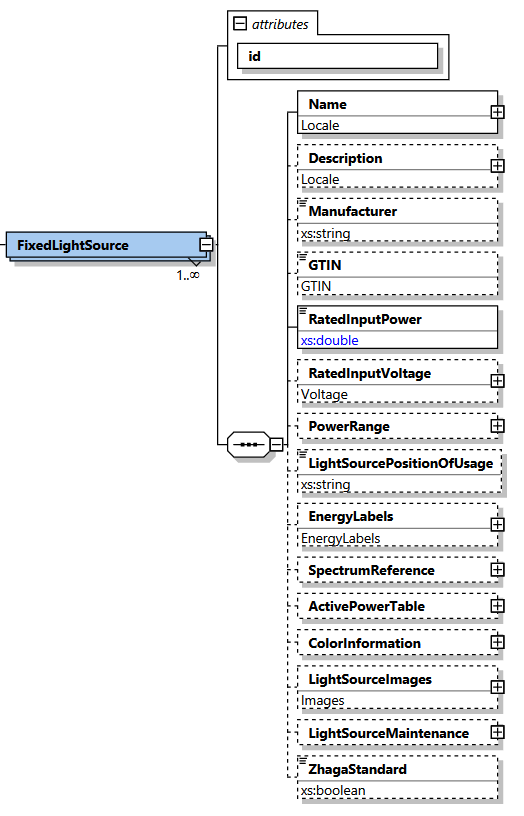 attributes
id
Name
Locale
Description
Locale
Manufacturer
xs:string
GTIN
GTIN
FixedLightSource
1..∞
RatedInputPower
xs:double
RatedInputVoltage
Voltage
PowerRange
LightSourcePositionOfUsage
xs:string
EnergyLabels
EnergyLabels
SpectrumReference
ActivePowerTable
ColorInformation
LightSourceImages
Images
LightSourceMaintenance
ZhagaStandard
xs:boolean